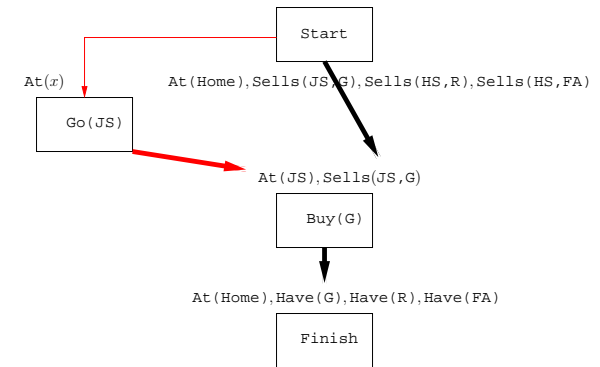 Start
At(x)
At(Home),Sells(JS,G),Sells(HS,R),Sells(HS,FA)
Go(JS)
At(JS),Sells(JS,G)
Buy(G)
At(Home),Have(G),Have(R),Have(FA)
Finish